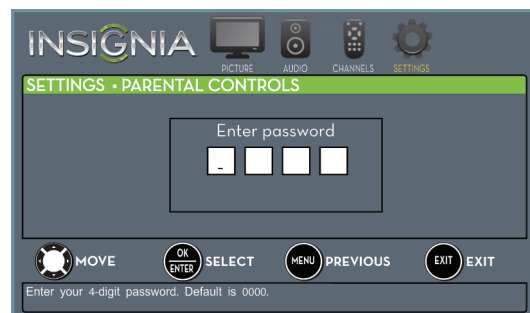 INSIGNIA
PICTURE AUDIO CHANNELS SETTINGS
SETTINGS • PARENTAL CONTROLS
Enter password
_
MOVE OK ENTER SELECT MENU PREVIOUS EXIT EXIT
Enter your 4-digit password. Default is 0000.